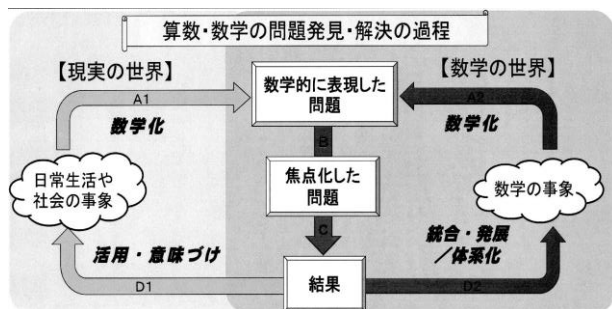 算数・数学の問題発見・解決の過程
【現実の世界】
【数学の世界】
A1
数学化
数学的に表現した
問題
A2
数学化
B
日常生活や
社会の事象
焦点化した
問題
数学の事象
C
活用・意味づけ
統合・発展
/体系化
D1
結果
D2